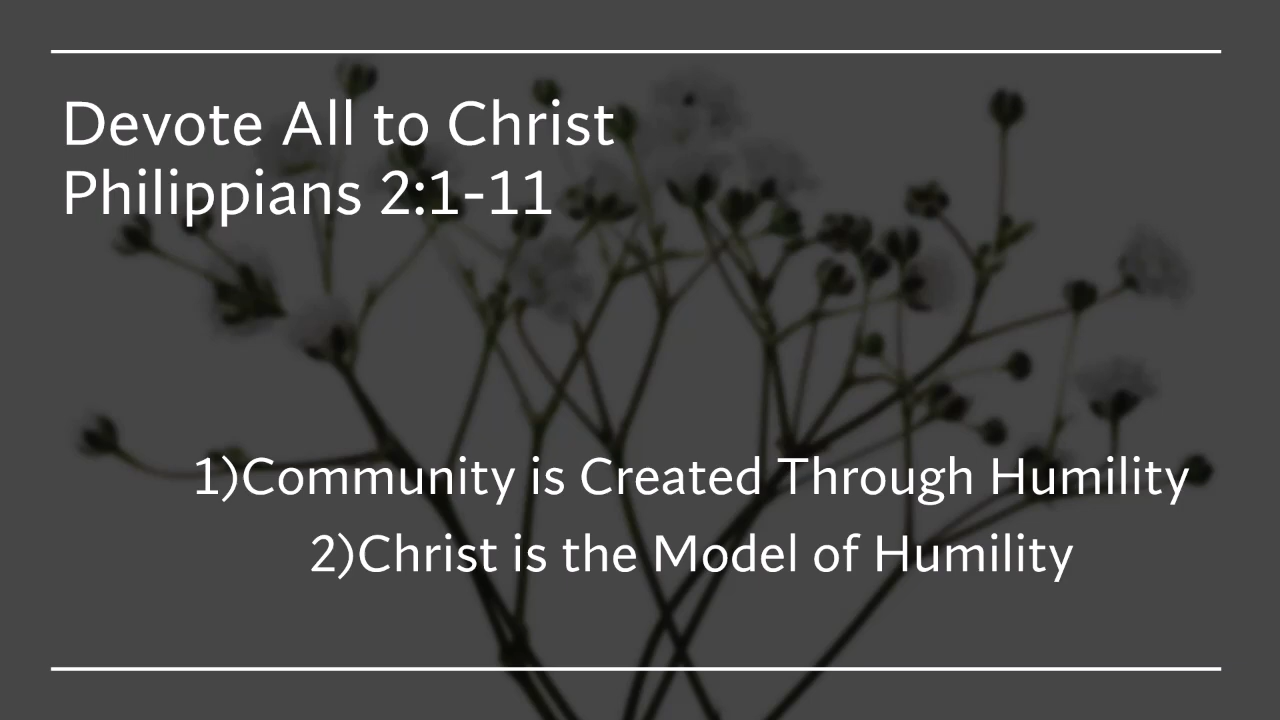 Devote All to Christ
Philippians 2:1-11
1)Community is Created Through Humility
2)Christ is the Model of Humility